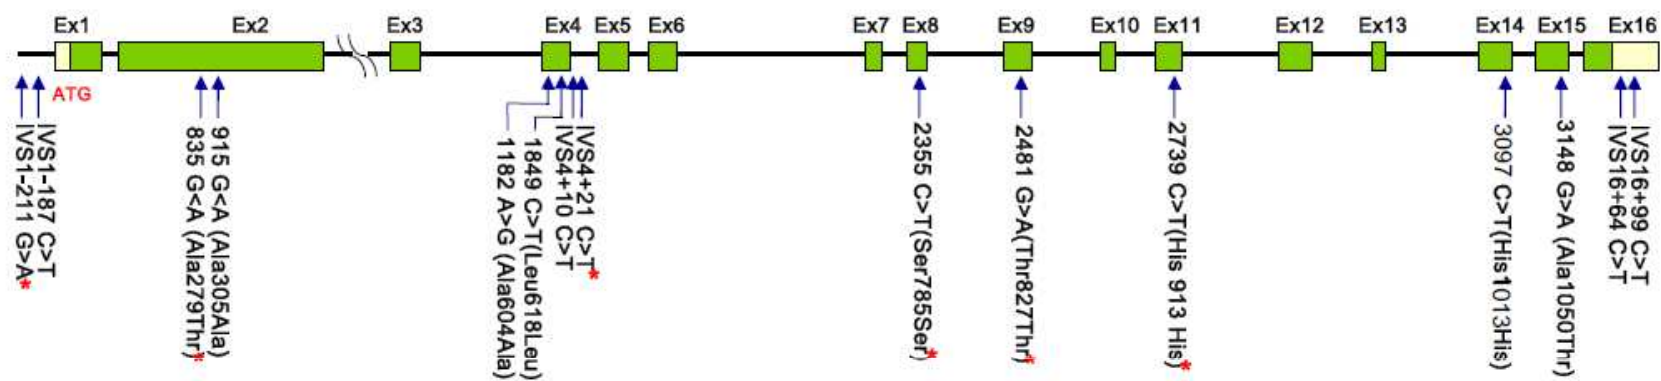 Ex1 Ex2 Ex3 Ex4 Ex5 Ex6 Ex7 Ex8 Ex9 Ex10 Ex11 Ex12 Ex13 Ex14 Ex15 Ex16
ATG
IVS1-211 G>A*
IVS1-187 C>T
835 G<A (Ala279Thr)*
915 G<A (Ala305Ala)
1182 A>G (Ala604Ala)
1849 C>T(Leu618Leu)
IVS4+10 C>T
IVS4+21 C>T*
2355 C>T(Ser785Ser)*
2481 G>A(Thr827Thr)*
2739 C>T(His 913 His)*
3097 C>T(His1013His)
3148 G>A (Ala1050Thr)
IVS16+64 C>T
IVS16+99 C>T